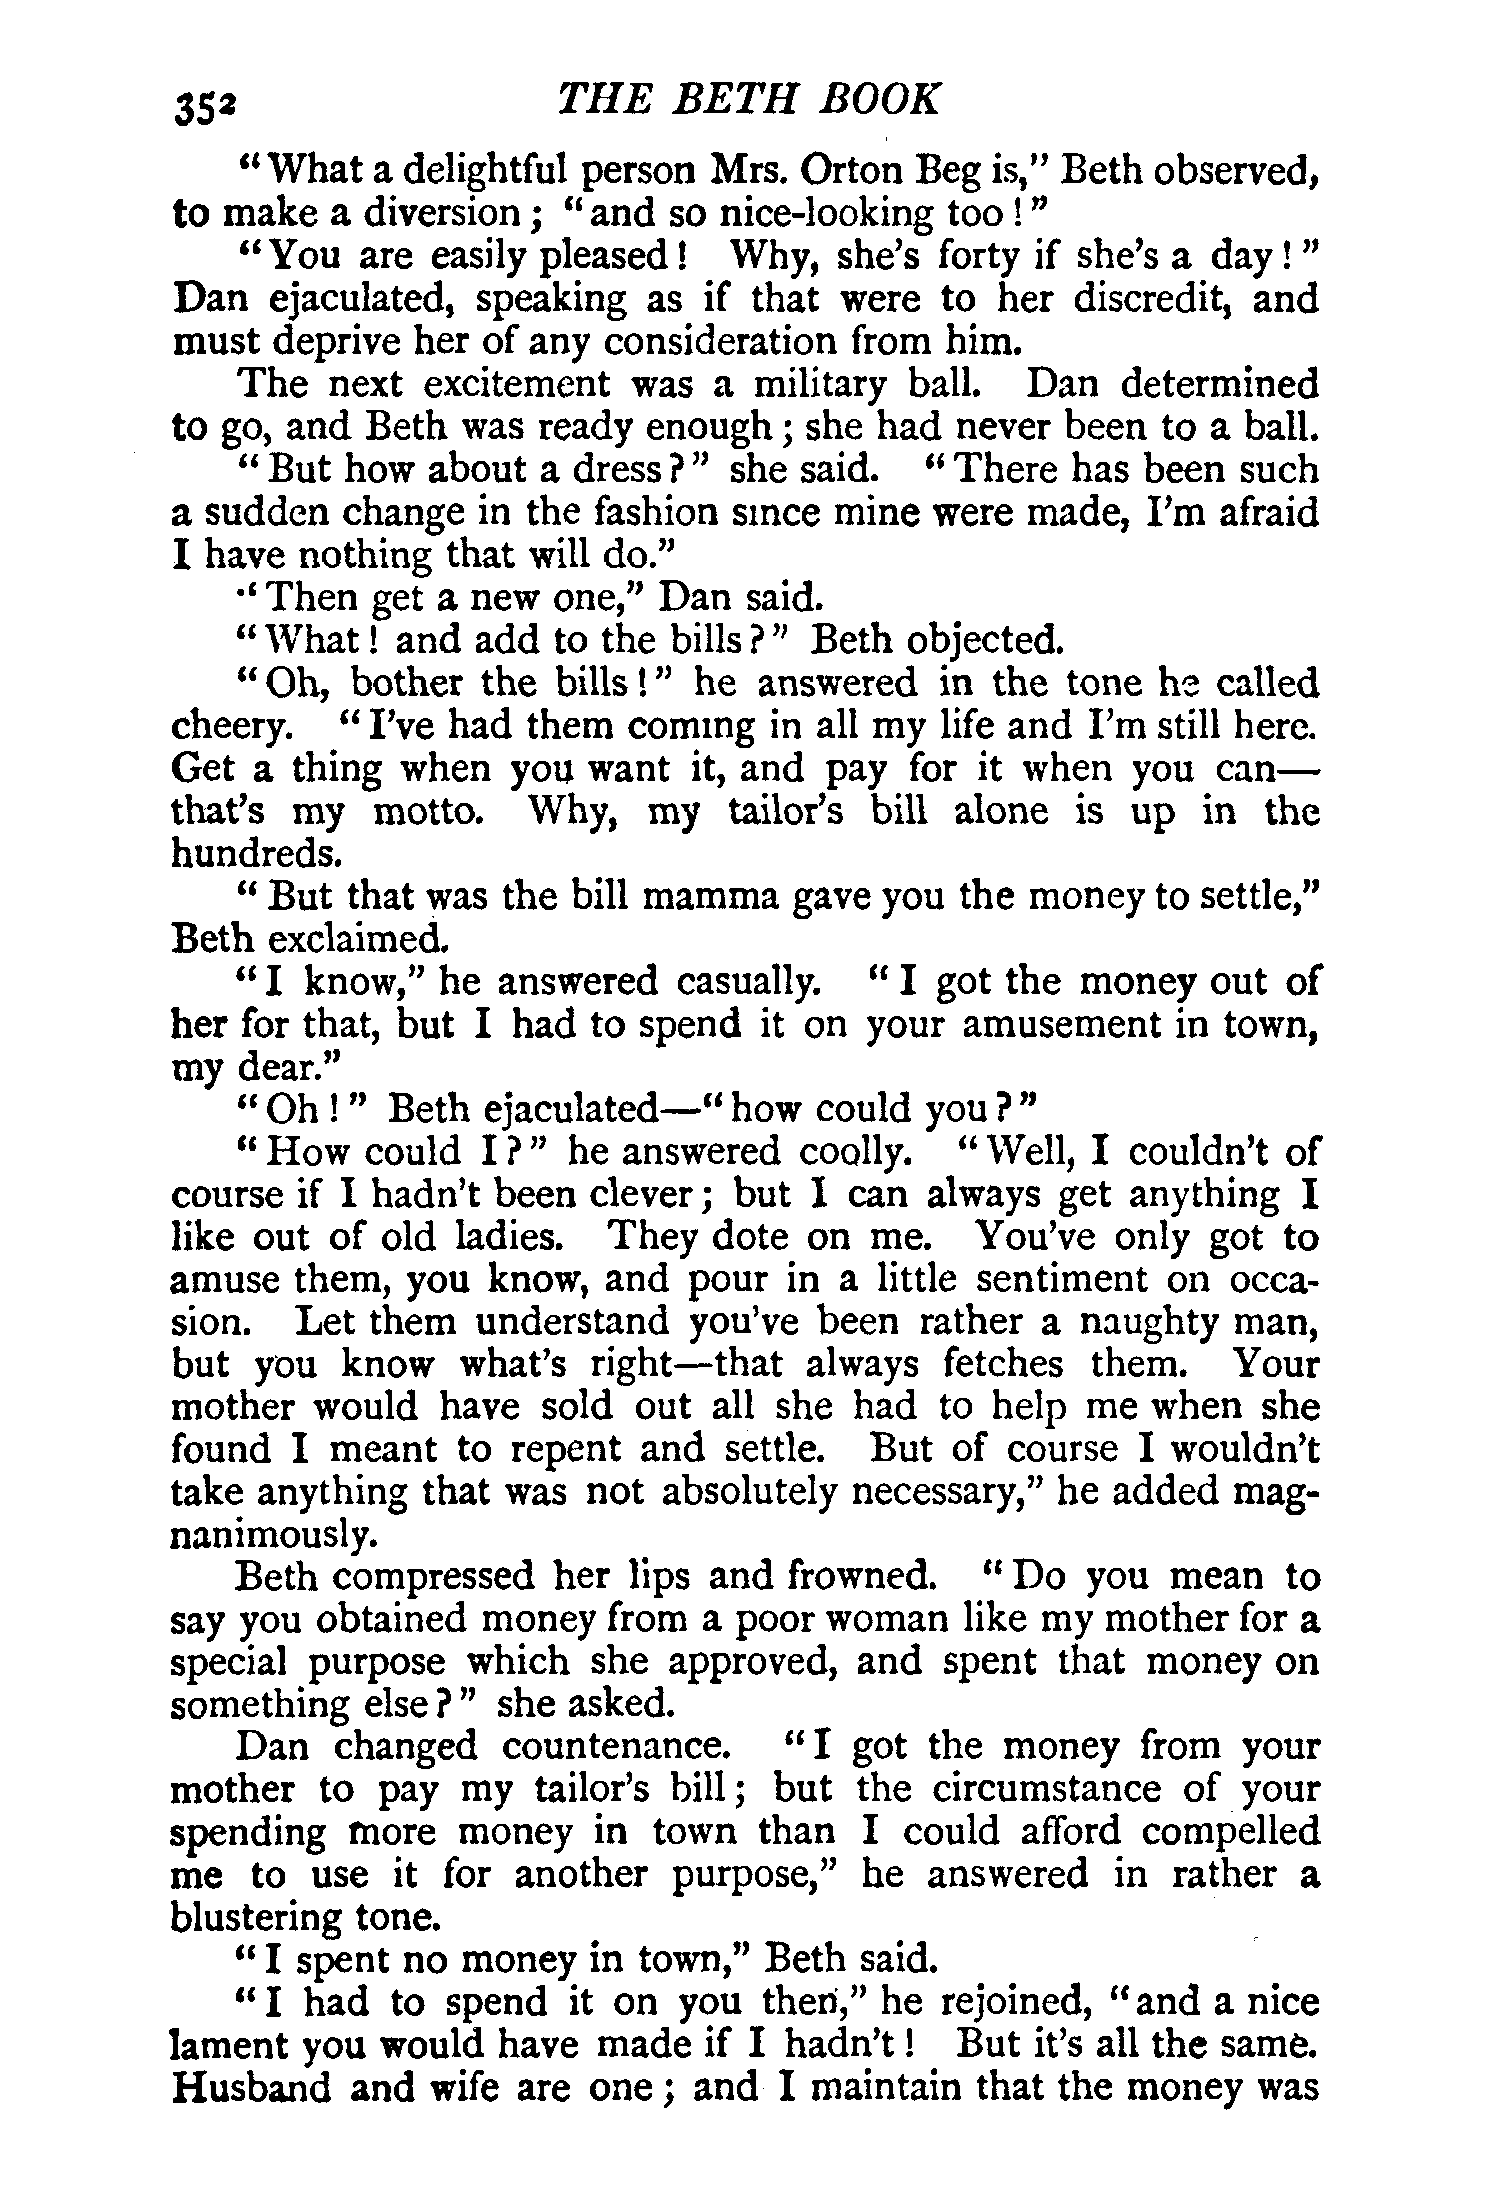 352 THE BETH BOOK
"What a delightful person Mrs. Orton Beg is," Beth observed,
to make a diversion; "and so nice-looking too!"
"You are easily pleased! Why, she's forty if she's a day!"
Dan ejaculated, speaking as if that were to her discredit, and
must deprive her of any consideration from him.
The next excitement was a military ball. Dan determined
to go, and Beth was ready enough; she had never been to a ball.
"But how about a dress?" she said. "There has been such
a sudden change in the fashion since mine were made, I'm afraid
I have nothing that will do."
"Then get a new one," Dan said.
"What! and add to the bills?" Beth objected.
"Oh, bother the bills!" he answered in the tone he called
cheery. "I've had them coming in all my life and I'm still here.
Get a thing when you want it, and pay for it when you can—
that's my motto. Why, my tailor's bill alone is up in the
hundreds.
"But that was the bill mamma gave you the money to settle,"
Beth exclaimed.
"I know," he answered casually. "I got the money out of
her for that, but I had to spend it on your amusement in town,
my dear."
"Oh!" Beth ejaculated—"how could you?"
"How could I?" he answered coolly. "Well, I couldn't of
course if I hadn't been clever; but I can always get anything I
like out of old ladies. They dote on me. You've only got to
amuse them, you know, and pour in a little sentiment on occa-
sion. Let them understand you've been rather a naughty man,
but you know what's right—that always fetches them. Your
mother would have sold out all she had to help me when she
found I meant to repent and settle. But of course I wouldn't
take anything that was not absolutely necessary," he added mag-
nanimously.
Beth compressed her lips and frowned. "Do you mean to
say you obtained money from a poor woman like my mother for a
special purpose which she approved, and spent that money on
something else?" she asked.
Dan changed countenance. "I got the money from your
mother to pay my tailor's bill; but the circumstance of your
spending more money in town than I could afford compelled
me to use it for another purpose," he answered in rather a
blustering tone.
"I spent no money in town," Beth said.
"I had to spend it on you then," he rejoined, "and a nice
lament you would have made if I hadn't! But it's all the same.
Husband and wife are one; and I maintain that the money was